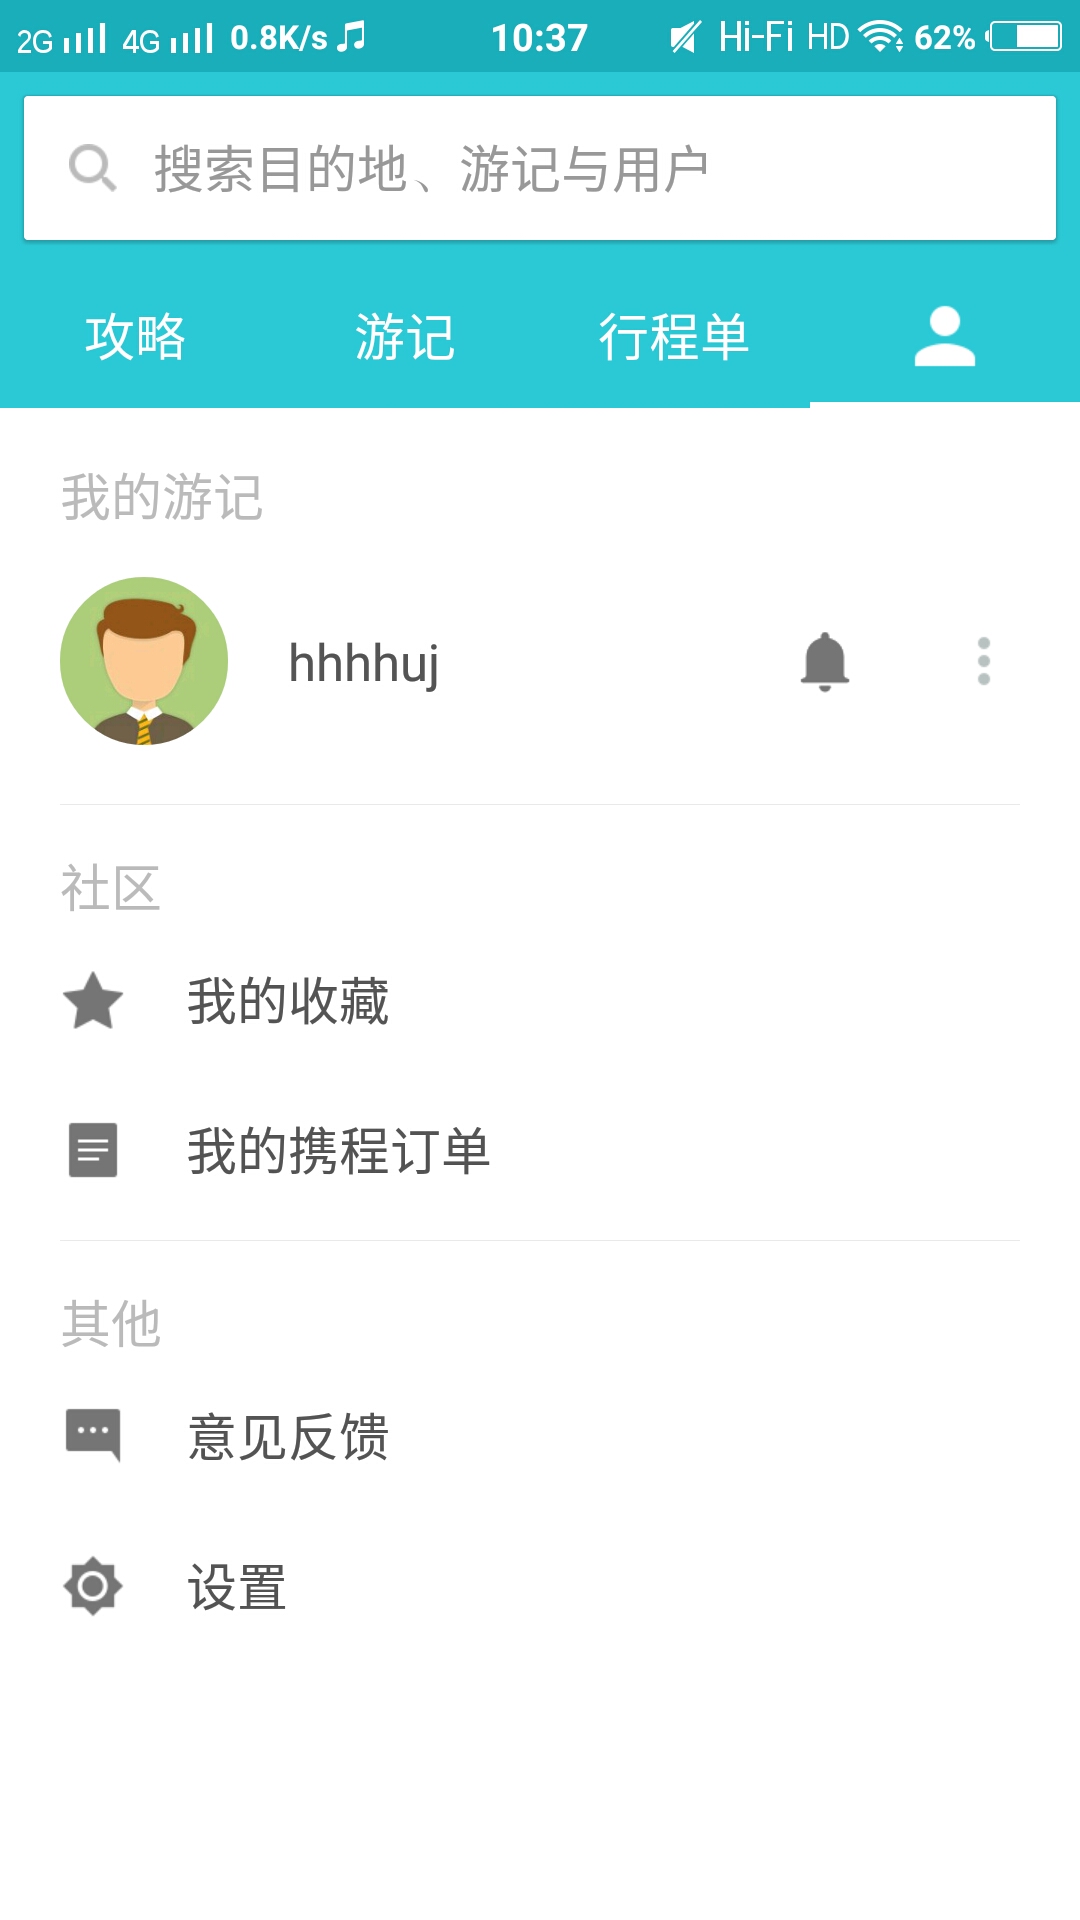 2G 4G 0.8K/s 10:37 Hi-Fi HD 62%
搜索目的地、游记与用户
攻略 游记 行程单
我的游记
hhhhuj
社区
我的收藏
我的携程订单
其他
意见反馈
设置